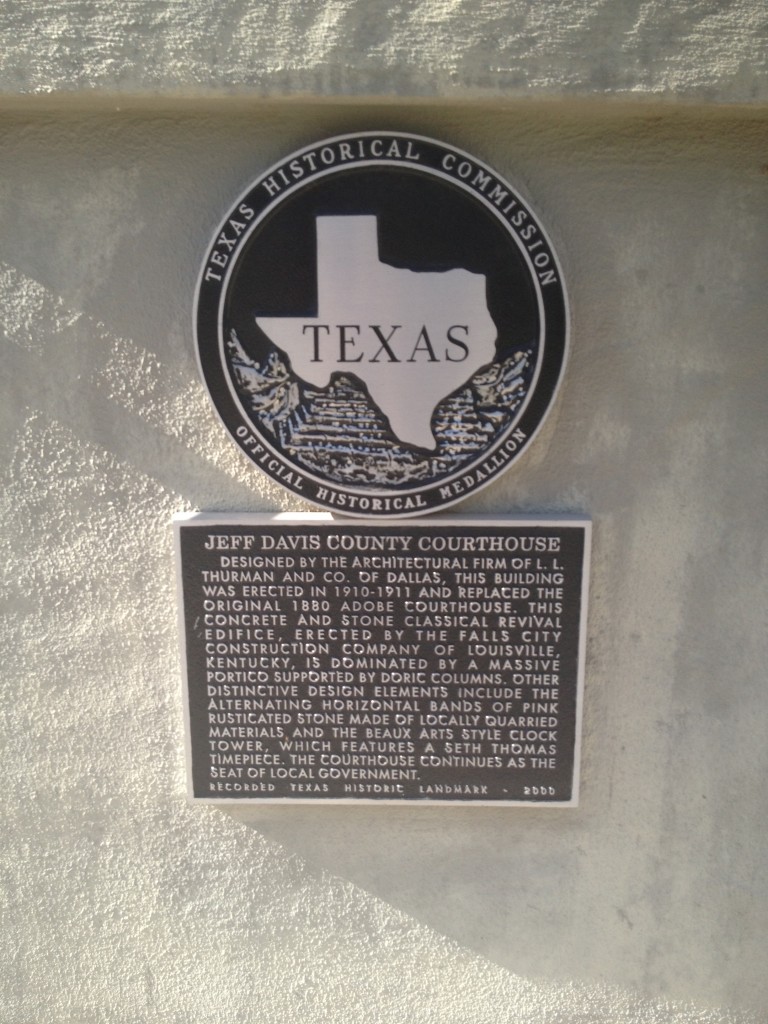 TEXAS HISTORICAL COMMISSION
TEXAS
OFFICIAL HISTORICAL MEDALLION
JEFF DAVIS COUNTY COURTHOUSE
DESIGNED BY THE ARCHITECTURAL FIRM OF L. L.
THURMAN AND CO. OF DALLAS, THIS BUILDING
WAS ERECTED IN 1910-1911 AND REPLACED THE
ORIGINAL 1880 ADOBE COURTHOUSE. THIS
CONCRETE AND STONE CLASSICAL REVIVAL
EDIFICE, ERECTED BY THE FALLS CITY
CONSTRUCTION COMPANY OF LOUISVILLE,
KENTUCKY, IS DOMINATED BY A MASSIVE
PORTICO SUPPORTED BY DORIC COLUMNS. OTHER
DISTINCTIVE DESIGN ELEMENTS INCLUDE THE
ALTERNATING HORIZONTAL BANDS OF PINK
RUSTICATED STONE MADE OF LOCALLY QUARRIED
MATERIALS, AND THE BEAUX ARTS STYLE CLOCK
TOWER, WHICH FEATURES A SETH THOMAS
TIMEPIECE. THE COURTHOUSE CONTINUES AS THE
SEAT OF LOCAL GOVERNMENT.
RECORDED TEXAS HISTORIC LANDMARK - 2000